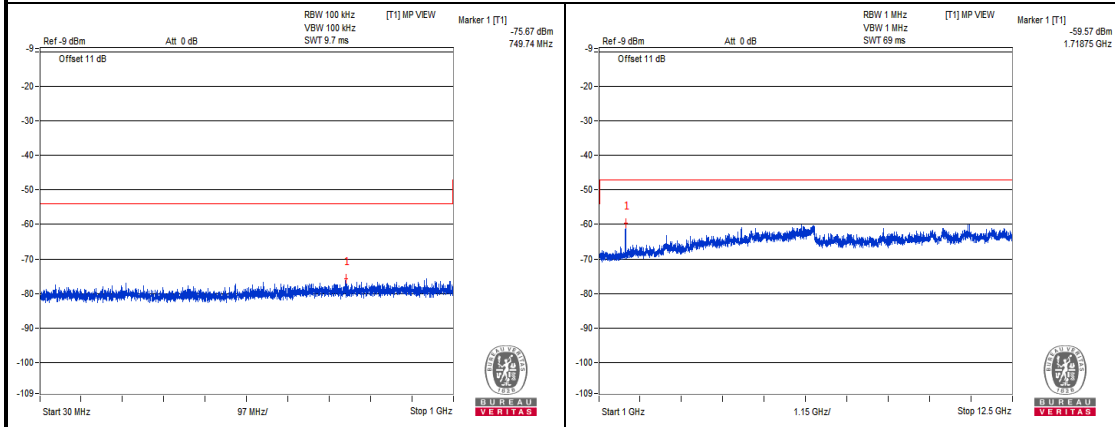 RBW 100 kHz [T1] MP VIEW Marker 1 [T1]
VBW 100 kHz -75.67 dBm
Ref -9 dBm Att 0 dB SWT 9.7 ms 749.74 MHz
-9
Offset 11 dB
-20
-30
-40
-50
-60
-70
1
-80
-90
-100
-109
Start 30 MHz 97 MHz/ Stop 1 GHz
BUREAU
VERITAS
RBW 1 MHz [T1] MP VIEW Marker 1 [T1]
VBW 1 MHz -59.57 dBm
Ref -9 dBm Att 0 dB SWT 69 ms 1.71875 GHz
-9
Offset 11 dB
-20
-30
-40
-50
1
-60
-70
-80
-90
-100
-109
Start 1 GHz 1.15 GHz/ Stop 12.5 GHz
BUREAU
VERITAS